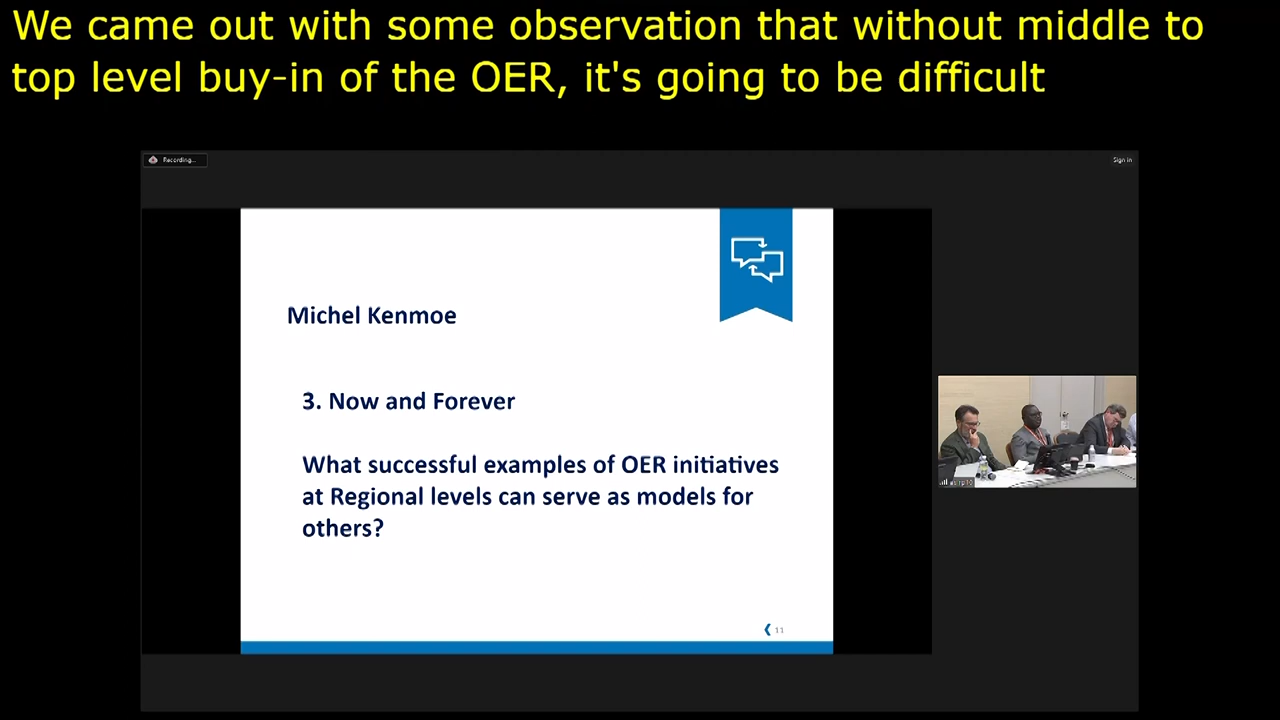 We came out with some observation that without middle to
top level buy-in of the OER, it's going to be difficult
Recording...
Sign in
Michel Kenmoe
3. Now and Forever
What successful examples of OER initiatives
at Regional levels can serve as models for
others?
11